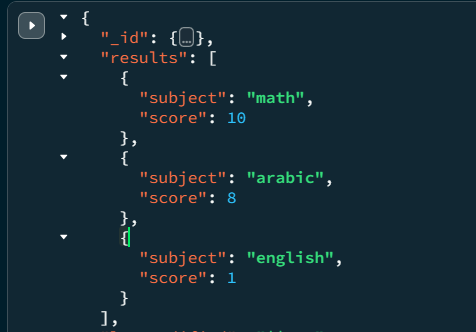 {
"_id": {...},
"results": [
{
"subject": "math",
"score": 10
},
{
"subject": "arabic",
"score": 8
},
{
"subject": "english",
"score": 1
}
],